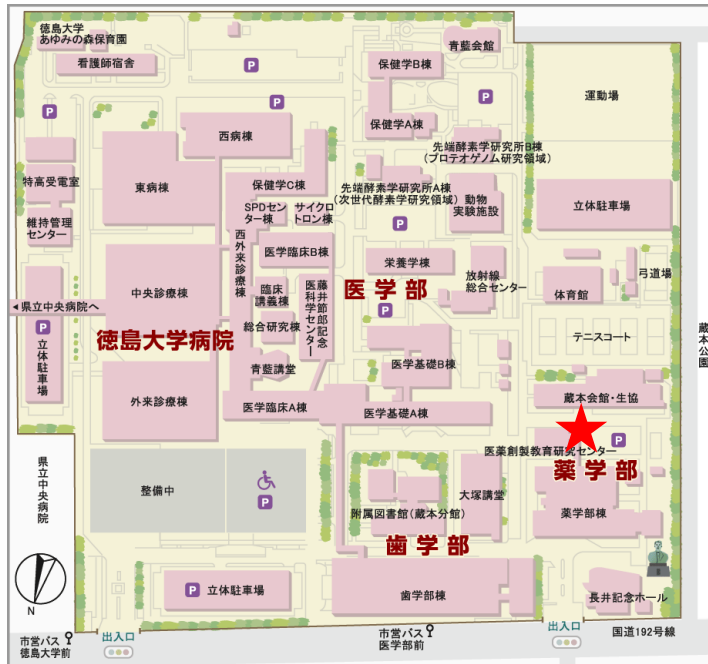 徳島大学
あゆみの森保育園
看護師宿舎
P
P
P
P
青藍会館
保健学B棟
運動場
P
西病棟
保健学A棟
先端酵素学研究所B棟
(プロテオゲノム研究領域)
特高受電室
東病棟
保健学C棟
先端酵素学研究所A棟
(次世代酵素学研究領域)
動物
実験施設
立体駐車場
維持管理
センター
SPDセン
ター棟
サイクロ
トロン棟
P
西外来診療棟
医学臨床B棟
栄養学棟
放射線
総合センター
弓道場
体育館
中央診療棟
臨床
講義棟
藤井節郎記念
医科学センター
医学部
◀県立中央病院へ
P
総合研究棟
P
徳島大学病院
テニスコート
蔵本公園
立体
駐車場
青藍講堂
医学基礎B棟
外来診療棟
医学臨床A棟
医学基礎A棟
蔵本会館・生協
P
医薬創製教育研究センター
薬学部
県立中央病院
整備中
P
附属図書館(蔵本分館)
大塚講堂
薬学部棟
歯学部
N
P
立体駐車場
歯学部棟
長井記念ホール
市営バス
徳島大学前
出入口
市営バス
医学部前
出入口
国道192号線